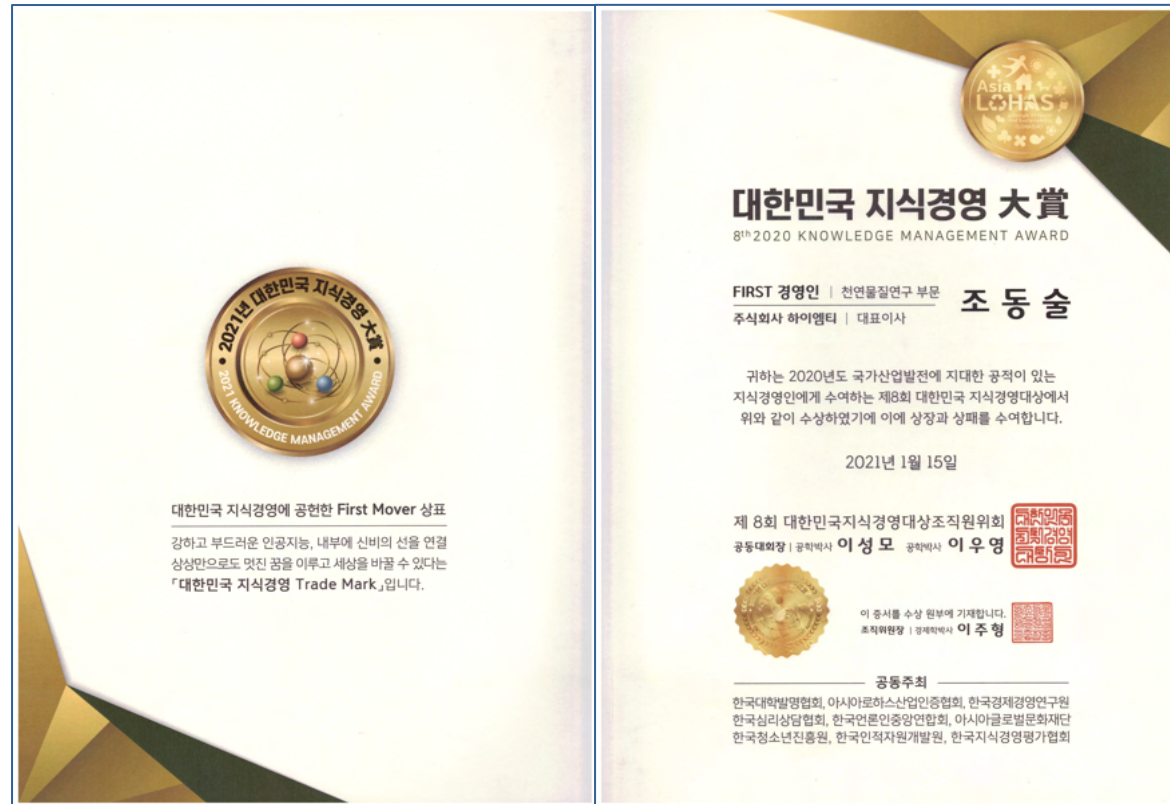 2021년 대한민국 지식경영 大賞
2021 KNOWLEDGE MANAGEMENT AWARD
대한민국 지식경영에 공헌한 First Mover 상표
강하고 부드러운 인공지능, 내부에 신비의 선을 연결
상상만으로도 멋진 꿈을 이루고 세상을 바꿀 수 있다는
「대한민국 지식경영 Trade Mark」입니다.
Asia
LOHAS
대한민국 지식경영 大賞
8th 2020 KNOWLEDGE MANAGEMENT AWARD
FIRST 경영인 | 천연물질연구 부문
주식회사 하이엠티 | 대표이사
조동술
귀하는 2020년도 국가산업발전에 지대한 공적이 있는
지식경영인에게 수여하는 제8회 대한민국 지식경영대상에서
위와 같이 수상하였기에 이에 상장과 상패를 수여합니다.
2021년 1월 15일
제 8회 대한민국지식경영대상조직원위회
공동대회장 | 공학박사 이성모 공학박사 이우영
이 증서를 수상 원부에 기재합니다.
조직위원장 | 경제학박사 이주형
공동주최
한국대학발명협회, 아시아로하스산업인증협회, 한국경제경영연구원
한국심리상담협회, 한국언론인중앙연합회, 아시아글로벌문화재단
한국청소년진흥원, 한국인적자원개발원, 한국지식경영평가협회